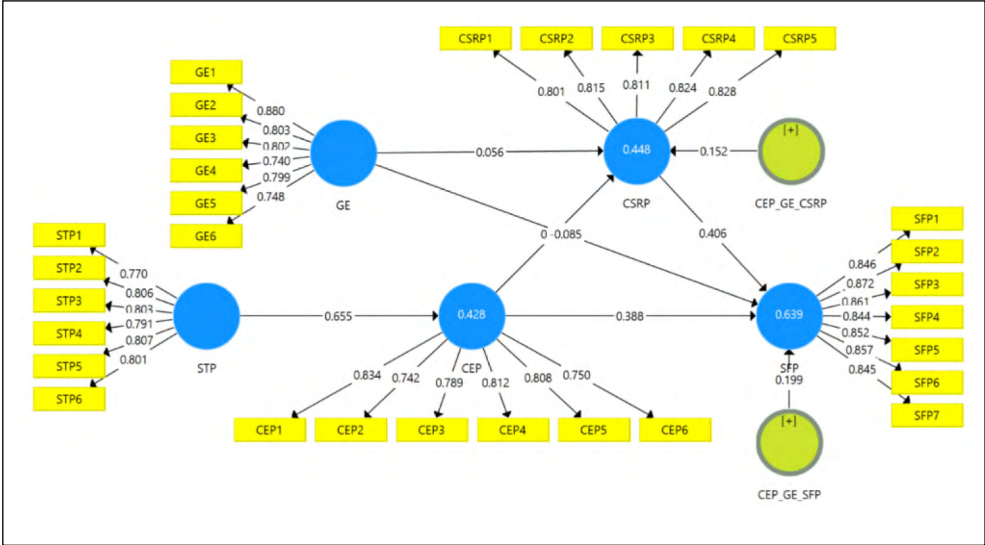 CSRP1 CSRP2 CSRP3 CSRP4 CSRP5
0.801 0.815 0.811 0.824 0.828
GE1
GE2
GE3
GE4
GE5
GE6
0.880
0.803
0.802
0.740
0.799
0.748
GE
0.056
0.448
CSRP
0.152
[+]
CEP_GE_CSRP
STP1
STP2
STP3
STP4
STP5
STP6
0.770
0.806
0.803
0.791
0.807
0.801
STP
0.655
0.428
CEP
-0.085
0.406
0.388
0.639
SFP
SFP1
SFP2
SFP3
SFP4
SFP5
SFP6
SFP7
0.846
0.872
0.861
0.844
0.852
0.857
0.845
0.834 0.742 0.789 0.812 0.808 0.750
CEP1 CEP2 CEP3 CEP4 CEP5 CEP6
0.199
[+]
CEP_GE_SFP